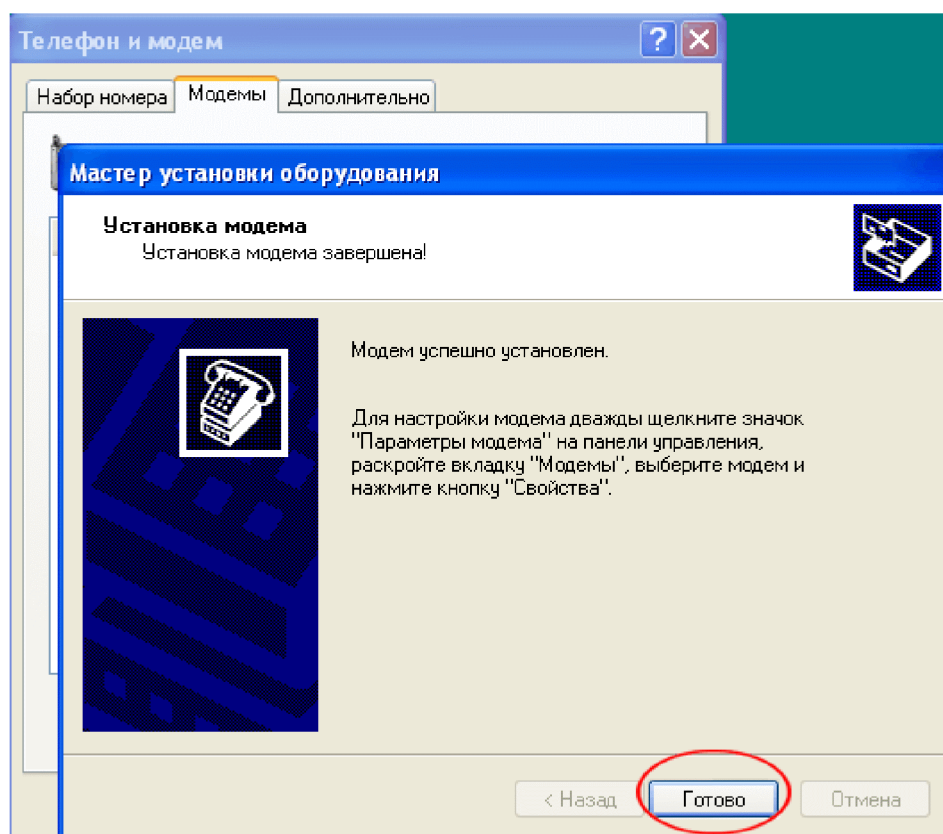 Телефон и модем
Набор номера Модемы Дополнительно
Мастер установки оборудования
Установка модема
Установка модема завершена!
Модем успешно установлен.
Для настройки модема дважды щелкните значок
"Параметры модема" на панели управления,
раскройте вкладку "Модемы", выберите модем и
нажмите кнопку "Свойства".
< Назад Готово Отмена